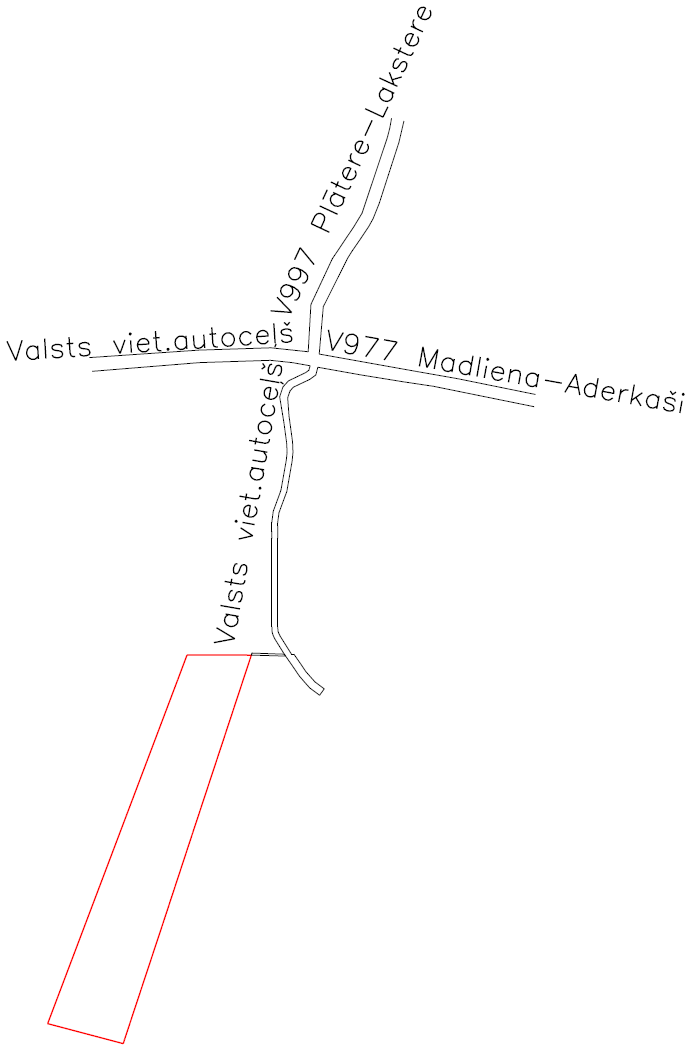 Valsts viet.autoceļš V997 Plātere-Lakstere
Valsts viet.autoceļš V977 Madliena-Aderkaši